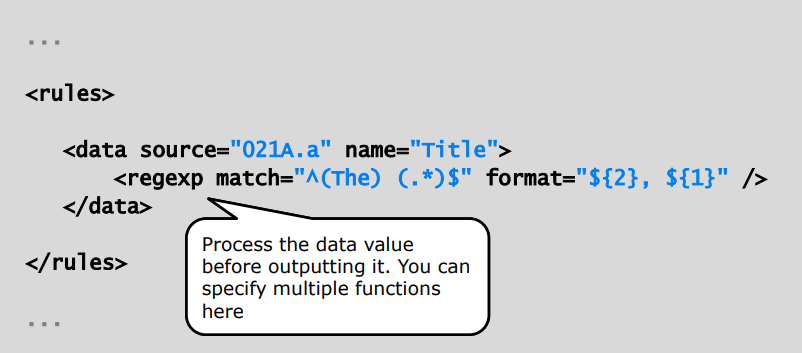 ...
<rules>
<data source="021A.a" name="Title">
<regexp match="^(The) (.*)$" format="${2}, ${1}" />
</data>
Process the data value
before outputting it. You can
specify multiple functions
here
</rules>
...